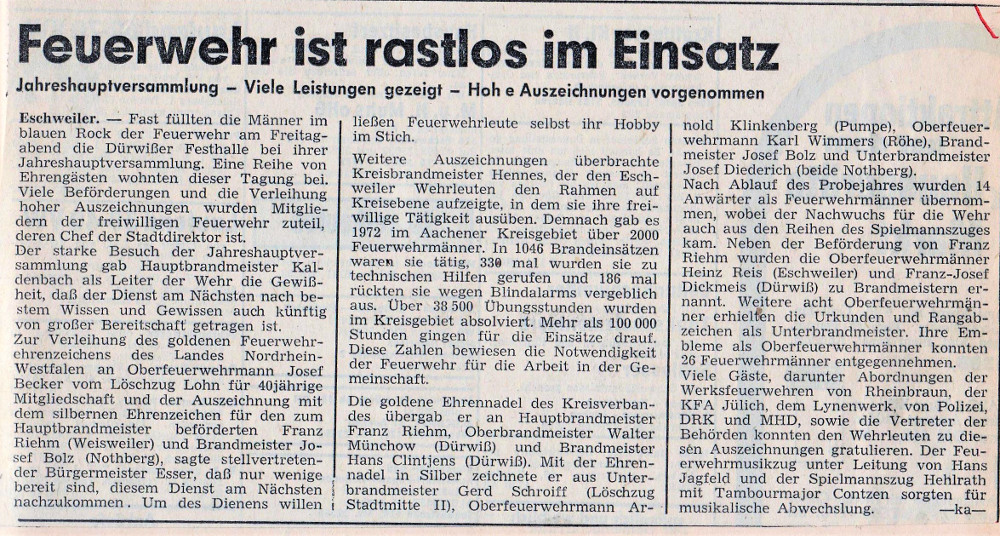 Feuerwehr ist rastlos im Einsatz
Jahreshauptversammlung – Viele Leistungen gezeigt – Hoh e Auszeichnungen vorgenommen
Eschweiler. — Fast füllten die Männer im
blauen Rock der Feuerwehr am Freitag-
abend die Dürwißer Festhalle bei ihrer
Jahreshauptversammlung. Eine Reihe von
Ehrengästen wohnten dieser Tagung bei.
Viele Beförderungen und die Verleihung
hoher Auszeichnungen wurden Mitglie-
dern der freiwilligen Feuerwehr zuteil,
deren Chef der Stadtdirektor ist.
Der starke Besuch der Jahreshauptver-
sammlung gab Hauptbrandmeister Kal-
denbach als Leiter der Wehr die Gewiß-
heit, daß der Dienst am Nächsten nach be-
stem Wissen und Gewissen auch künftig
von großer Bereitschaft getragen ist.
Zur Verleihung des goldenen Feuerwehr-
ehrenzeichens des Landes Nordrhein-
Westfalen an Oberfeuerwehrmann Josef
Becker vom Löschzug Lohn für 40jährige
Mitgliedschaft und der Auszeichnung mit
dem silbernen Ehrenzeichen für den zum
Hauptbrandmeister beförderten Franz
Riehm (Weisweiler) und Brandmeister Jo-
sef Bolz (Nothberg), sagte stellvertreten-
der Bürgermeister Esser, daß nur wenige
bereit sind, diesem Dienst am Nächsten
nachzukommen. Um des Dienens willen
ließen Feuerwehrleute selbst ihr Hobby
im Stich.
Weitere Auszeichnungen überbrachte
Kreisbrandmeister Hennes, der den Esch-
weiler Wehrleuten den Rahmen auf
Kreisebene aufzeigte, in dem sie ihre frei-
willige Tätigkeit ausüben. Demnach gab es
1972 im Aachener Kreisgebiet über 2000
Feuerwehrmänner. In 1046 Brandeinsätzen
waren sie tätig, 330 mal wurden sie zu
technischen Hilfen gerufen und 186 mal
rückten sie wegen Blindalarms vergeblich
aus. Über 38 500 Übungsstunden wurden
im Kreisgebiet absolviert. Mehr als 100 000
Stunden gingen für die Einsätze drauf.
Diese Zahlen bewiesen die Notwendigkeit
der Feuerwehr für die Arbeit in der Ge-
meinschaft.
Die goldene Ehrennadel des Kreisverban-
des übergab er an Hauptbrandmeister
Franz Riehm, Oberbrandmeister Walter
Münchow (Dürwiß) und Brandmeister
Hans Clintjens (Dürwiß). Mit der Ehren-
nadel in Silber zeichnete er aus Unter-
brandmeister Gerd Schroiff (Löschzug
Stadtmitte II), Oberfeuerwehrmann Ar-
nold Klinkenberg (Pumpe), Oberfeuer-
wehrmann Karl Wimmers (Röhe), Brand-
meister Josef Bolz und Unterbrandmeister
Josef Diederich (beide Nothberg).
Nach Ablauf des Probejahres wurden 14
Anwärter als Feuerwehrmänner übernom-
men, wobei der Nachwuchs für die Wehr
auch aus den Reihen des Spielmannszuges
kam. Neben der Beförderung von Franz
Riehm wurden die Oberfeuerwehrmänner
Heinz Reis (Eschweiler) und Franz-Josef
Dickmeis (Dürwiß) zu Brandmeistern er-
nannt. Weitere acht Oberfeuerwehrmän-
ner erhielten die Urkunden und Rangab-
zeichen als Unterbrandmeister. Ihre Em-
bleme als Oberfeuerwehrmänner konnten
26 Feuerwehrmänner entgegennehmen.
Viele Gäste, darunter Abordnungen der
Werksfeuerwehren von Rheinbraun, der
KFA Jülich, dem Lynenwerk, von Polizei,
DRK und MHD, sowie die Vertreter der
Behörden konnten den Wehrleuten zu die-
sen Auszeichnungen gratulieren. Der Feu-
erwehrmusikzug unter Leitung von Hans
Jagfeld und der Spielmannszug Hehlrath
mit Tambourmajor Contzen sorgten für
musikalische Abwechslung. —ka—